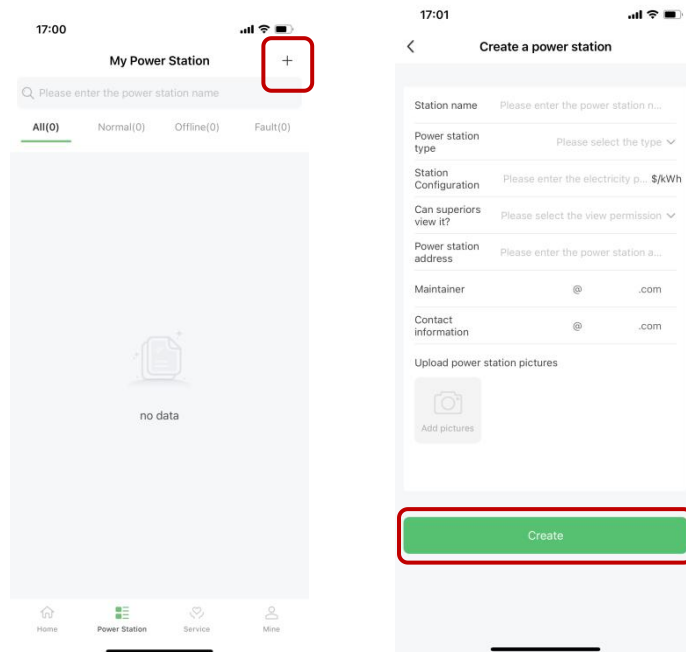 17:00
My Power Station
+
Please enter the power station name
All(0) Normal(0) Offline(0) Fault(0)
no data
Home Power Station Service Mine
17:01
Create a power station
Station name Please enter the power station n...
Power station
type Please select the type
Station
Configuration Please enter the electricity p... $/kWh
Can superiors
view it? Please select the view permission
Power station
address Please enter the power station a...
Maintainer @ .com
Contact
information @ .com
Upload power station pictures
Add pictures
Create